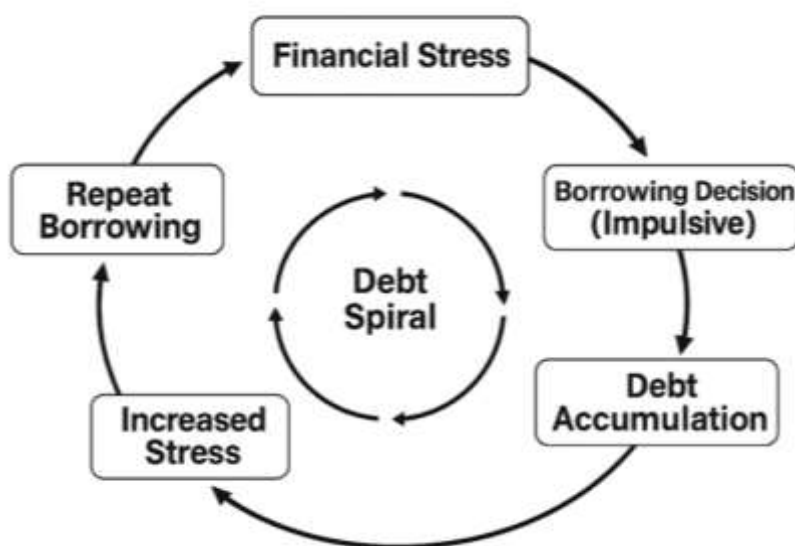 Financial Stress
Borrowing Decision
(Impulsive)
Debt
Accumulation
Increased
Stress
Repeat
Borrowing
Debt
Spiral